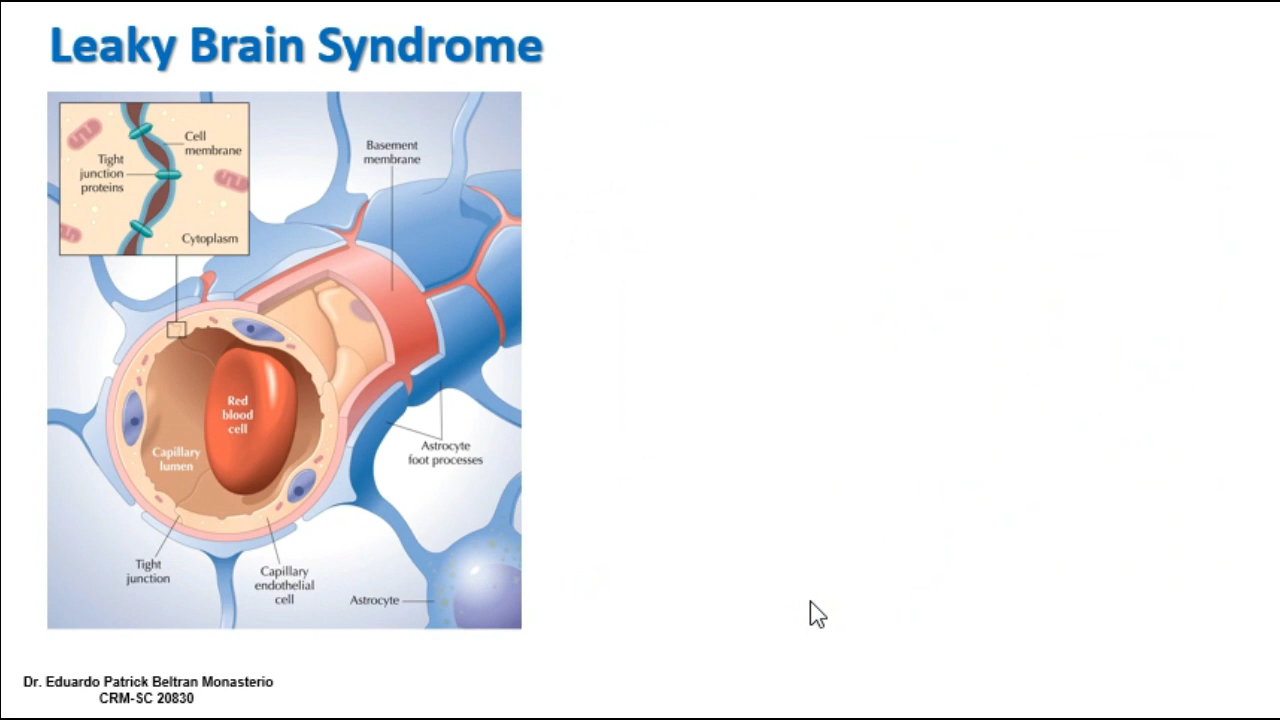 Leaky Brain Syndrome
Cell
membrane
Tight
junction
proteins
Cytoplasm
Basement
membrane
Red
blood
cell
Capillary
lumen
Astrocyte
foot processes
Tight
junction
Capillary
endothelial
cell
Astrocyte
Dr. Eduardo Patrick Beltran Monasterio
CRM-SC 20830